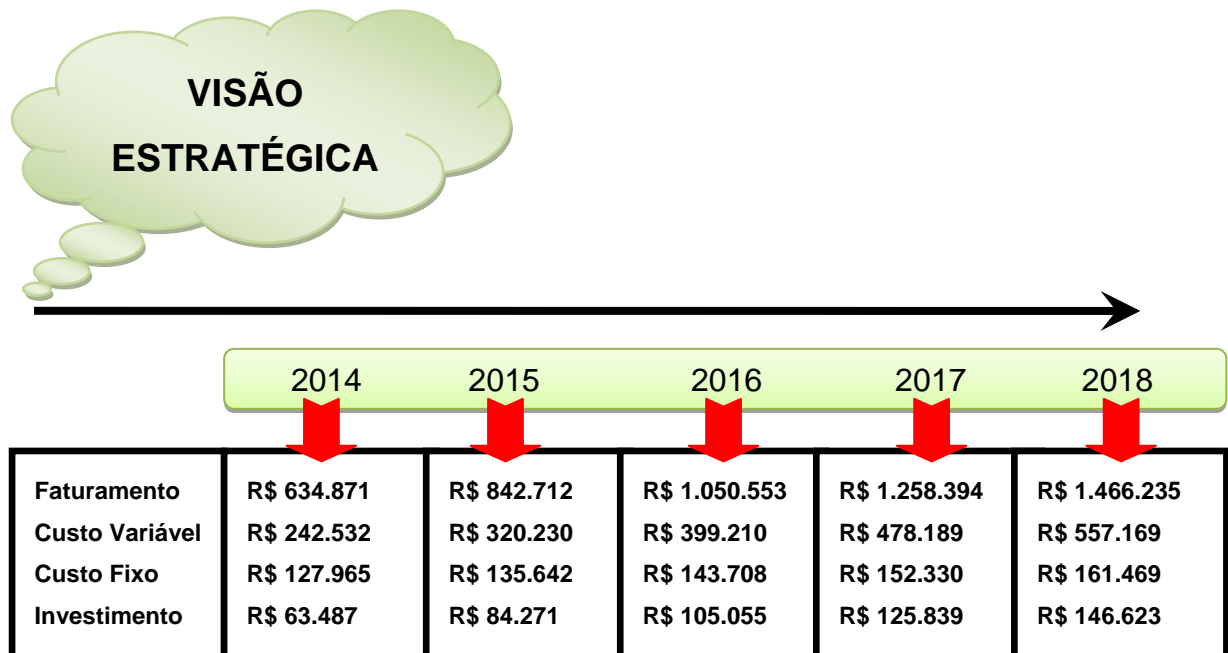 VISÃO
ESTRATÉGICA
2014 2015 2016 2017 2018
Faturamento R$ 634.871 R$ 842.712 R$ 1.050.553 R$ 1.258.394 R$ 1.466.235
Custo Variável R$ 242.532 R$ 320.230 R$ 399.210 R$ 478.189 R$ 557.169
Custo Fixo R$ 127.965 R$ 135.642 R$ 143.708 R$ 152.330 R$ 161.469
Investimento R$ 63.487 R$ 84.271 R$ 105.055 R$ 125.839 R$ 146.623